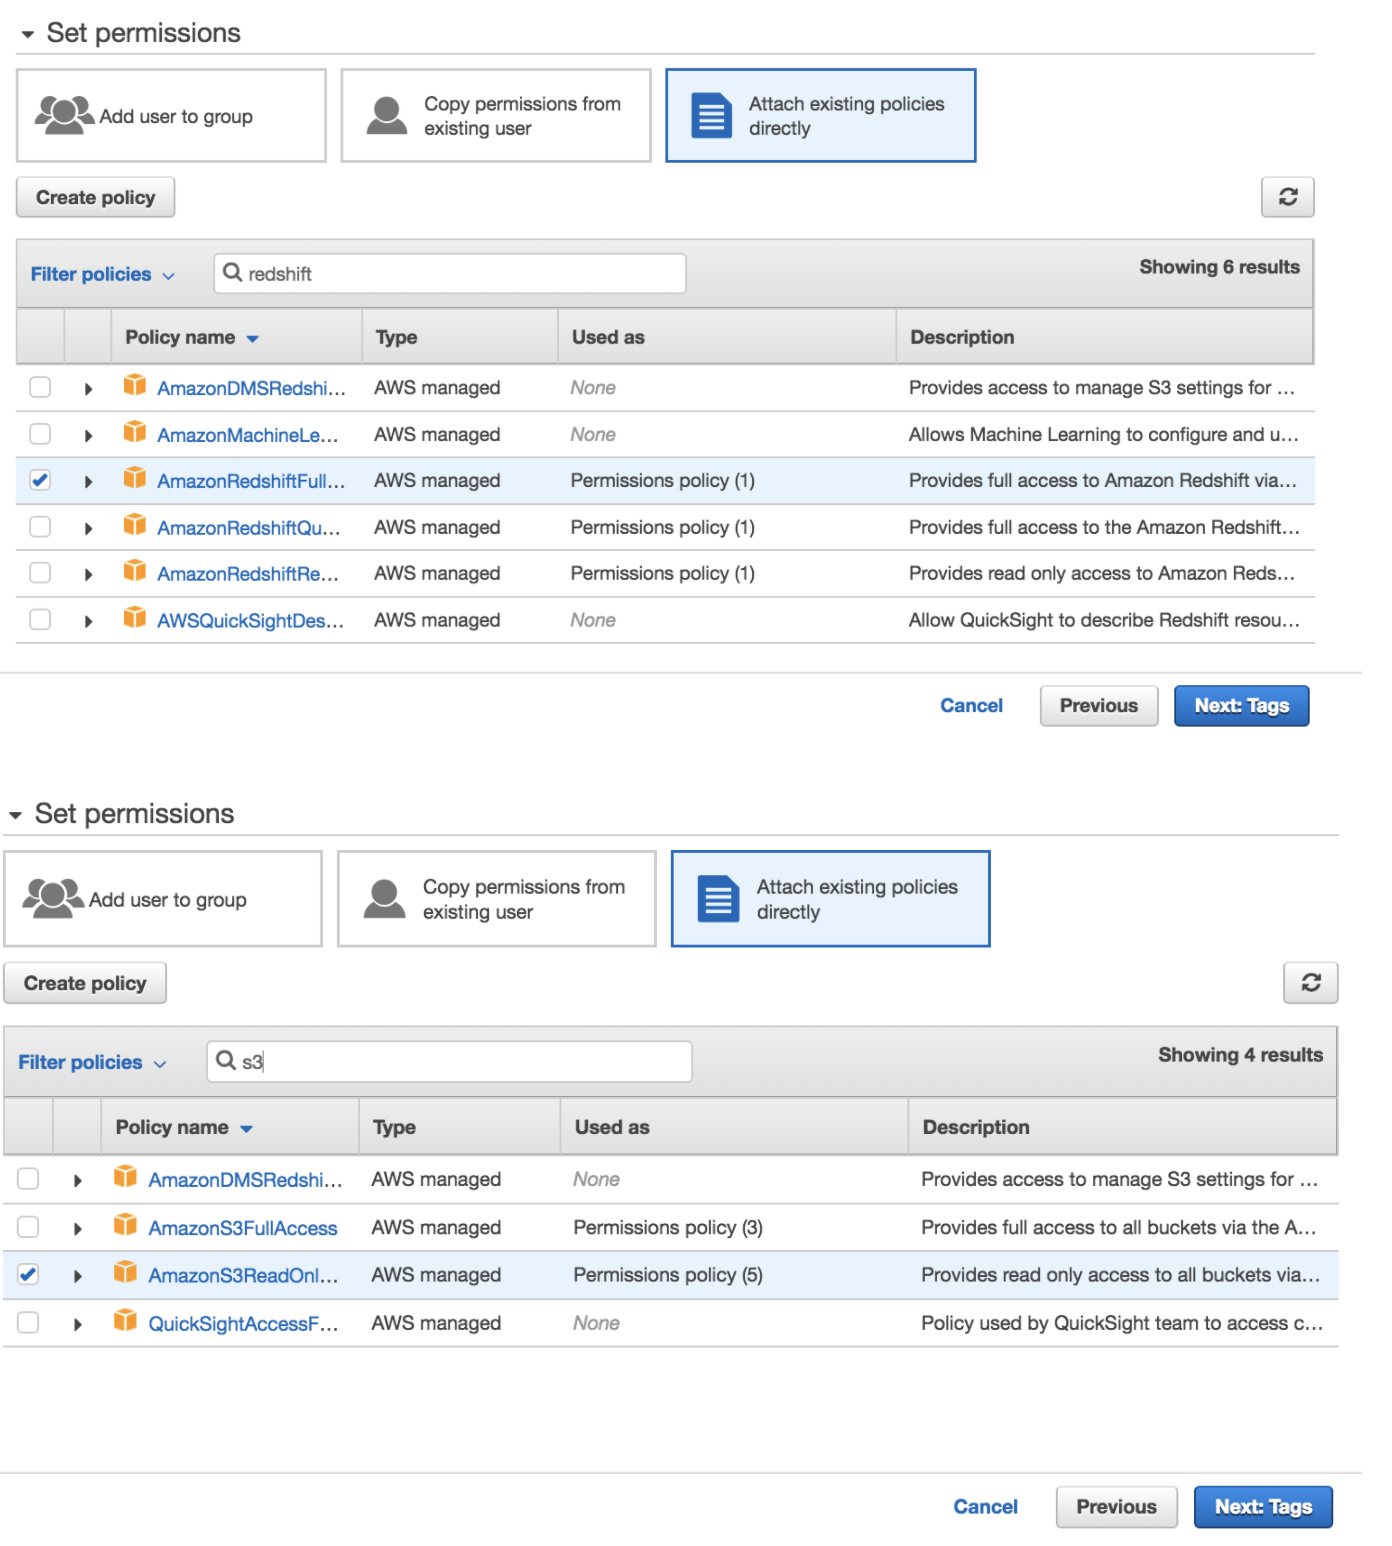 Set permissions
Add user to group
Copy permissions from
existing user
Attach existing policies
directly
Create policy
Filter policies
redshift
Showing 6 results
Policy name Type Used as Description
AmazonDMSRedshi... AWS managed None Provides access to manage S3 settings for ...
AmazonMachineLe... AWS managed None Allows Machine Learning to configure and u...
AmazonRedshiftFull... AWS managed Permissions policy (1) Provides full access to Amazon Redshift via...
AmazonRedshiftQu... AWS managed Permissions policy (1) Provides full access to the Amazon Redshift...
AmazonRedshiftRe... AWS managed Permissions policy (1) Provides read only access to Amazon Reds...
AWSQuickSightDes... AWS managed None Allow QuickSight to describe Redshift resou...
Cancel Previous Next: Tags
Set permissions
Add user to group
Copy permissions from
existing user
Attach existing policies
directly
Create policy
Filter policies
s3
Showing 4 results
Policy name Type Used as Description
AmazonDMSRedshi... AWS managed None Provides access to manage S3 settings for ...
AmazonS3FullAccess AWS managed Permissions policy (3) Provides full access to all buckets via the A...
AmazonS3ReadOnl... AWS managed Permissions policy (5) Provides read only access to all buckets via...
QuickSightAccessF... AWS managed None Policy used by QuickSight team to access c...
Cancel Previous Next: Tags